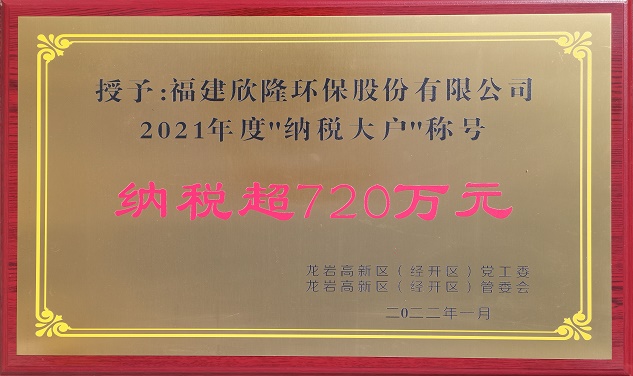 授予:福建欣隆环保股份有限公司
2021年度"纳税大户"称号
纳税超720万元
龙岩高新区（经开区）党工委
龙岩高新区（经开区）管委会
二0二二年一月